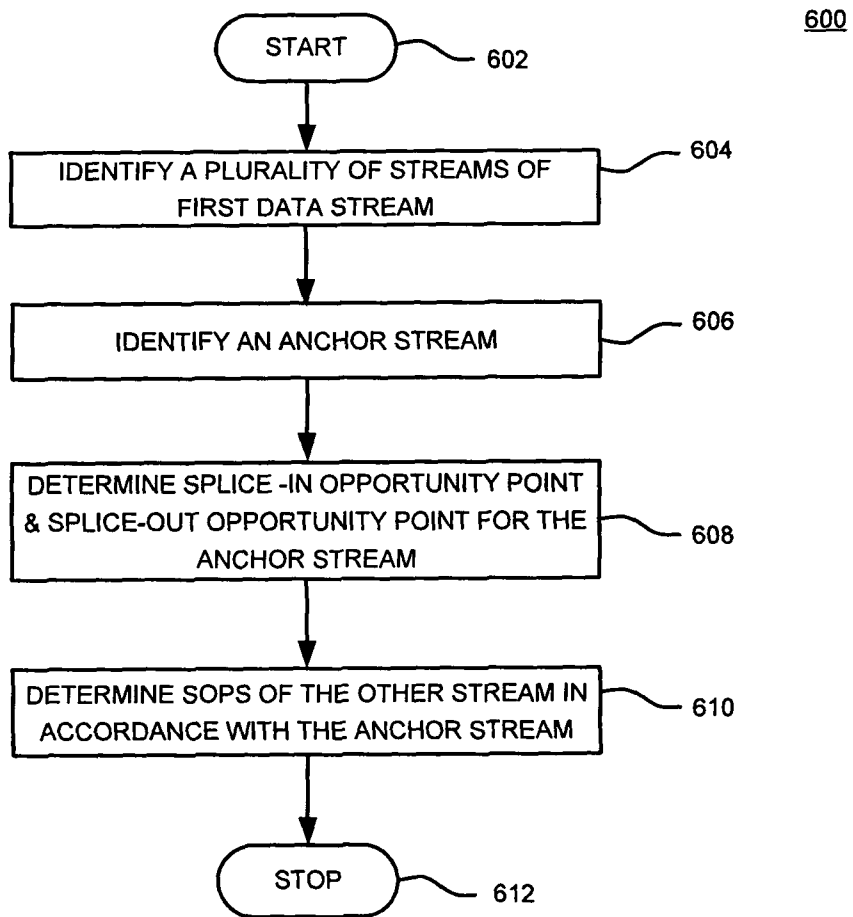 600
START
602
IDENTIFY A PLURALITY OF STREAMS OF
FIRST DATA STREAM
604
IDENTIFY AN ANCHOR STREAM
606
DETERMINE SPLICE -IN OPPORTUNITY POINT
& SPLICE-OUT OPPORTUNITY POINT FOR THE
ANCHOR STREAM
608
DETERMINE SOPS OF THE OTHER STREAM IN
ACCORDANCE WITH THE ANCHOR STREAM
610
STOP
612